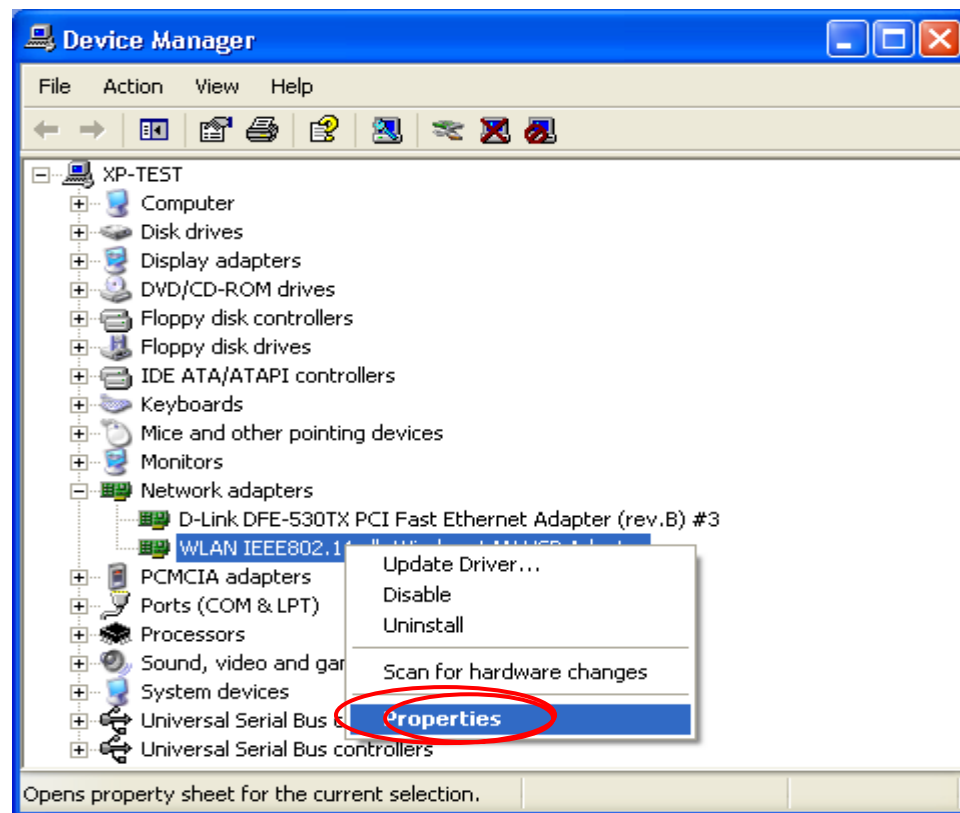 Device Manager
File Action View Help
XP-TEST
Computer
Disk drives
Display adapters
DVD/CD-ROM drives
Floppy disk controllers
Floppy disk drives
IDE ATA/ATAPI controllers
Keyboards
Mice and other pointing devices
Monitors
Network adapters
D-Link DFE-530TX PCI Fast Ethernet Adapter (rev.B) #3
WLAN IEEE802.11
PCMCIA adapters
Ports (COM & LPT)
Processors
Sound, video and gar
System devices
Universal Serial Bus c
Universal Serial Bus controllers
Update Driver...
Disable
Uninstall
Scan for hardware changes
Properties
Opens property sheet for the current selection.